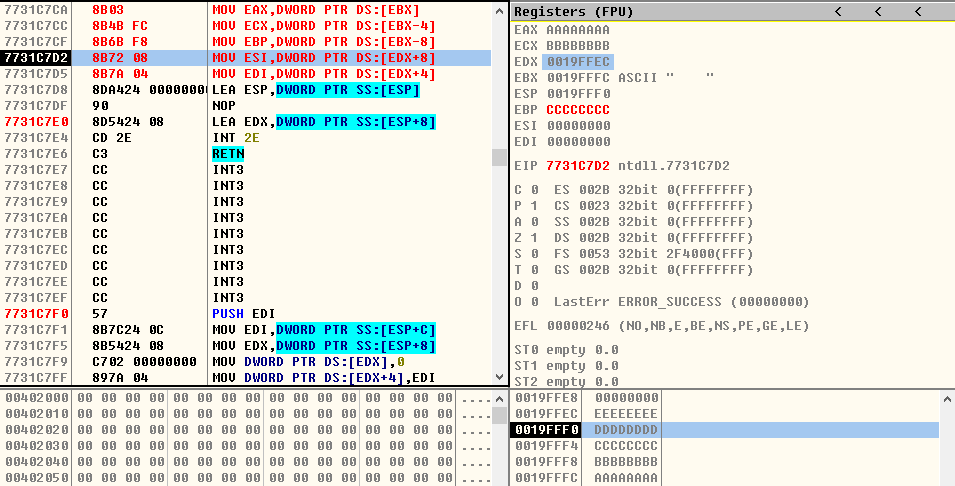 7731C7CA 8B03 MOV EAX,DWORD PTR DS:[EBX]
7731C7CC 8B4B FC MOV ECX,DWORD PTR DS:[EBX-4]
7731C7CF 8B6B F8 MOV EBP,DWORD PTR DS:[EBX-8]
7731C7D2 8B72 08 MOV ESI,DWORD PTR DS:[EDX+8]
7731C7D5 8B7A 04 MOV EDI,DWORD PTR DS:[EDX+4]
7731C7D8 8DA424 00000000 LEA ESP,DWORD PTR SS:[ESP]
7731C7DF 90 NOP
7731C7E0 8D5424 08 LEA EDX,DWORD PTR SS:[ESP+8]
7731C7E4 CD 2E INT 2E
7731C7E6 C3 RETN
7731C7E7 CC INT3
7731C7E8 CC INT3
7731C7E9 CC INT3
7731C7EA CC INT3
7731C7EB CC INT3
7731C7EC CC INT3
7731C7ED CC INT3
7731C7EE CC INT3
7731C7EF CC INT3
7731C7F0 57 PUSH EDI
7731C7F1 8B7C24 0C MOV EDI,DWORD PTR SS:[ESP+C]
7731C7F5 8B5424 08 MOV EDX,DWORD PTR SS:[ESP+8]
7731C7F9 C702 00000000 MOV DWORD PTR DS:[EDX],0
7731C7FF 897A 04 MOV DWORD PTR DS:[EDX+4],EDI
Registers (FPU) < < <
EAX AAAAAAAA
ECX BBBBBBBB
EDX 0019FFEC
EBX 0019FFFC ASCII "    "
ESP 0019FFF0
EBP CCCCCCCC
ESI 00000000
EDI 00000000
EIP 7731C7D2 ntdll.7731C7D2
C 0 ES 002B 32bit 0(FFFFFFFF)
P 1 CS 0023 32bit 0(FFFFFFFF)
A 0 SS 002B 32bit 0(FFFFFFFF)
Z 1 DS 002B 32bit 0(FFFFFFFF)
S 0 FS 0053 32bit 2F4000(FFF)
T 0 GS 002B 32bit 0(FFFFFFFF)
D 0
O 0 LastErr ERROR_SUCCESS (00000000)
EFL 00000246 (NO,NB,E,BE,NS,PE,GE,LE)
ST0 empty 0.0
ST1 empty 0.0
ST2 empty 0.0
00402000 00 00 00 00 00 00 00 00 00 00 00 00 00 00 00 00 ....
00402010 00 00 00 00 00 00 00 00 00 00 00 00 00 00 00 00 ....
00402020 00 00 00 00 00 00 00 00 00 00 00 00 00 00 00 00 ....
00402030 00 00 00 00 00 00 00 00 00 00 00 00 00 00 00 00 ....
00402040 00 00 00 00 00 00 00 00 00 00 00 00 00 00 00 00 ....
00402050 00 00 00 00 00 00 00 00 00 00 00 00 00 00 00 00 ....
0019FFE8 00000000
0019FFEC EEEEEEEE
0019FFF0 DDDDDDDD
0019FFF4 CCCCCCCC
0019FFF8 BBBBBBBB
0019FFFC AAAAAAAA